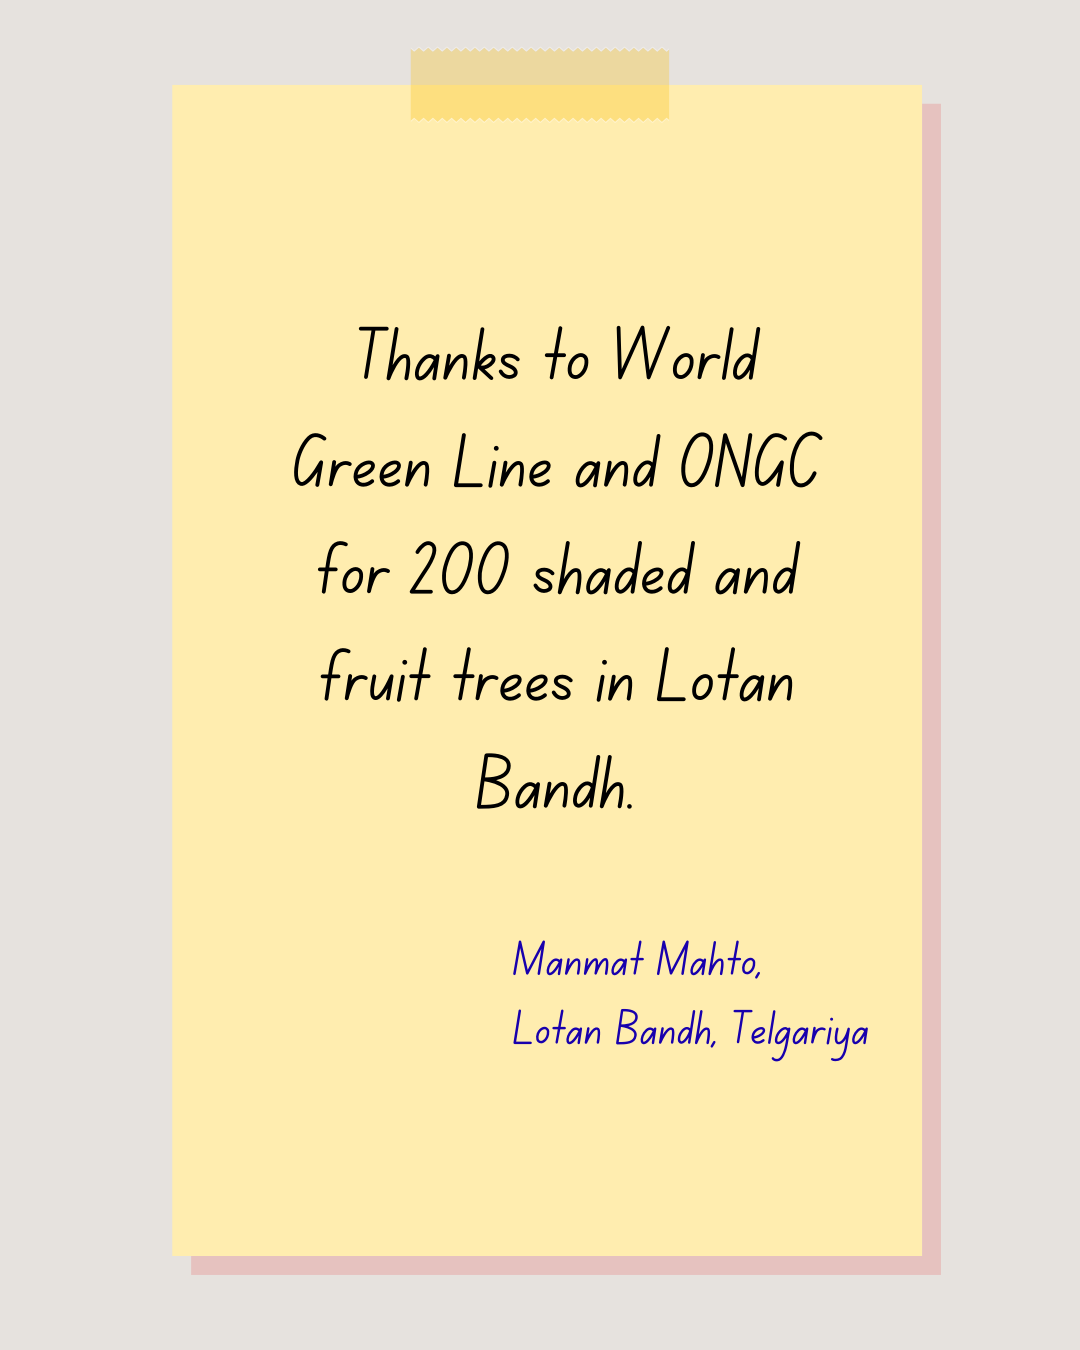 Thanks to World
Green Line and ONGC
for 200 shaded and
fruit trees in Lotan
Bandh.
Manmat Mahto,
Lotan Bandh, Telgariya